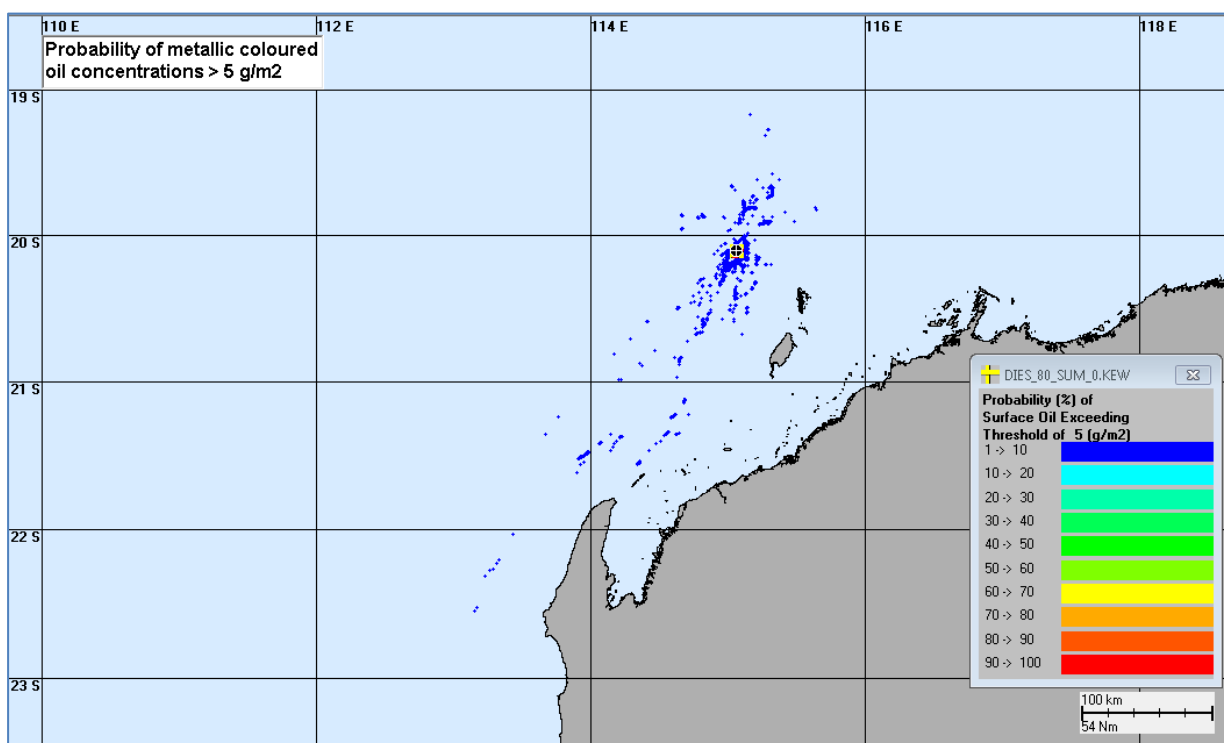 110 E 112 E 114 E 116 E 118 E
Probability of metallic coloured
oil concentrations > 5 g/m2
19 S
20 S
21 S
22 S
23 S
DIES_80_SUM_0.KEW
Probability (%) of
Surface Oil Exceeding
Threshold of 5 (g/m2)
1 -> 10
10 -> 20
20 -> 30
30 -> 40
40 -> 50
50 -> 60
60 -> 70
70 -> 80
80 -> 90
90 -> 100
100 km
54 Nm